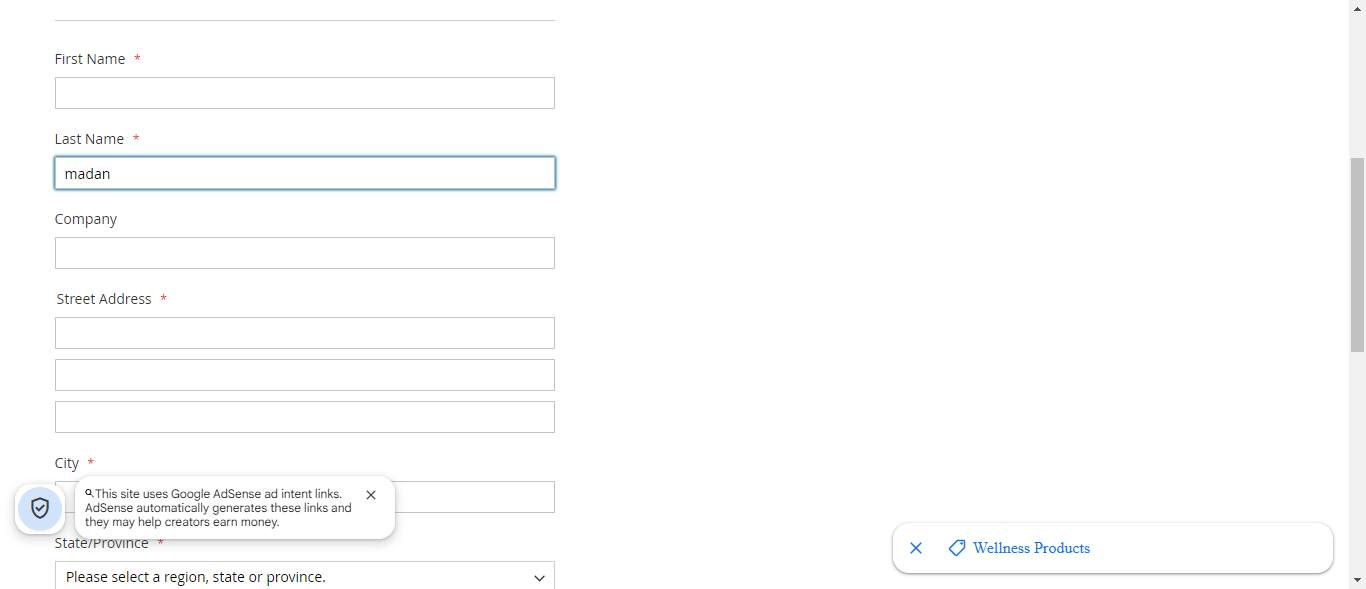 First Name *
Last Name *
madan
Company
Street Address *
City *
This site uses Google AdSense ad intent links.
AdSense automatically generates these links and
they may help creators earn money.
State/Province *
Please select a region, state or province.
Wellness Products